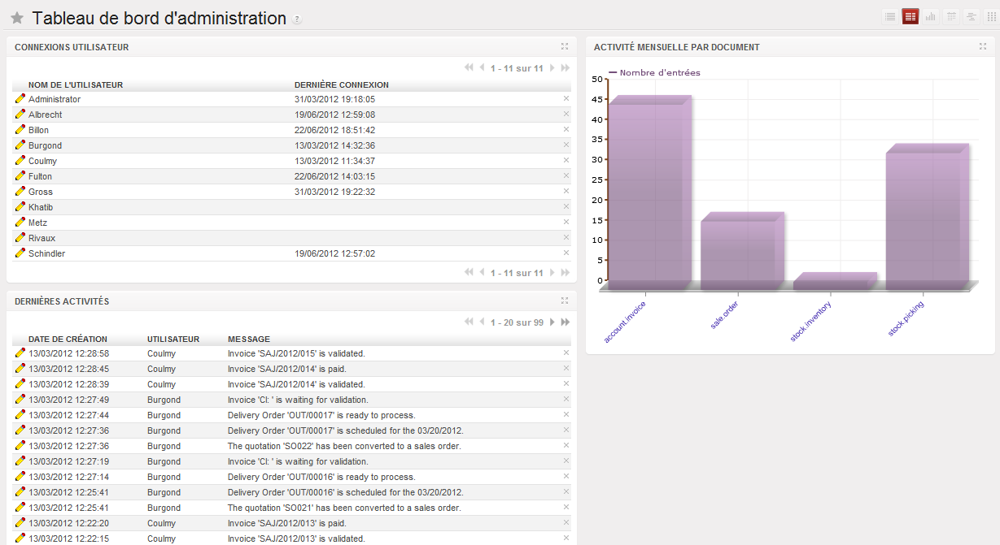 Tableau de bord d'administration ?
CONNEXIONS UTILISATEUR
1 - 11 sur 11
NOM DE L'UTILISATEUR DERNIÈRE CONNEXION
Administrator 31/03/2012 19:18:05
Albrecht 19/06/2012 12:59:08
Billon 22/06/2012 18:51:42
Burgond 13/03/2012 14:32:36
Coulmy 13/03/2012 11:34:37
Fulton 22/06/2012 14:03:15
Gross 31/03/2012 19:22:32
Khatib
Metz
Rivaux
Schindler 19/06/2012 12:57:02
1 - 11 sur 11
DERNIÈRES ACTIVITÉS
1 - 20 sur 99
DATE DE CRÉATION UTILISATEUR MESSAGE
13/03/2012 12:28:58 Coulmy Invoice 'SAJ/2012/015' is validated.
13/03/2012 12:28:45 Coulmy Invoice 'SAJ/2012/014' is paid.
13/03/2012 12:28:39 Coulmy Invoice 'SAJ/2012/014' is validated.
13/03/2012 12:27:49 Burgond Invoice 'CI: ' is waiting for validation.
13/03/2012 12:27:44 Burgond Delivery Order 'OUT/00017' is ready to process.
13/03/2012 12:27:36 Burgond Delivery Order 'OUT/00017' is scheduled for the 03/20/2012.
13/03/2012 12:27:36 Burgond The quotation 'SO022' has been converted to a sales order.
13/03/2012 12:27:19 Burgond Invoice 'CI: ' is waiting for validation.
13/03/2012 12:27:14 Burgond Delivery Order 'OUT/00016' is ready to process.
13/03/2012 12:25:41 Burgond Delivery Order 'OUT/00016' is scheduled for the 03/20/2012.
13/03/2012 12:25:41 Burgond The quotation 'SO021' has been converted to a sales order.
13/03/2012 12:22:20 Coulmy Invoice 'SAJ/2012/013' is paid.
13/03/2012 12:22:15 Coulmy Invoice 'SAJ/2012/013' is validated.
ACTIVITÉ MENSUELLE PAR DOCUMENT
Nombre d'entrées
50
45
40
35
30
25
20
15
10
5
0
account.invoice
sale.order
stock.inventory
stock.picking